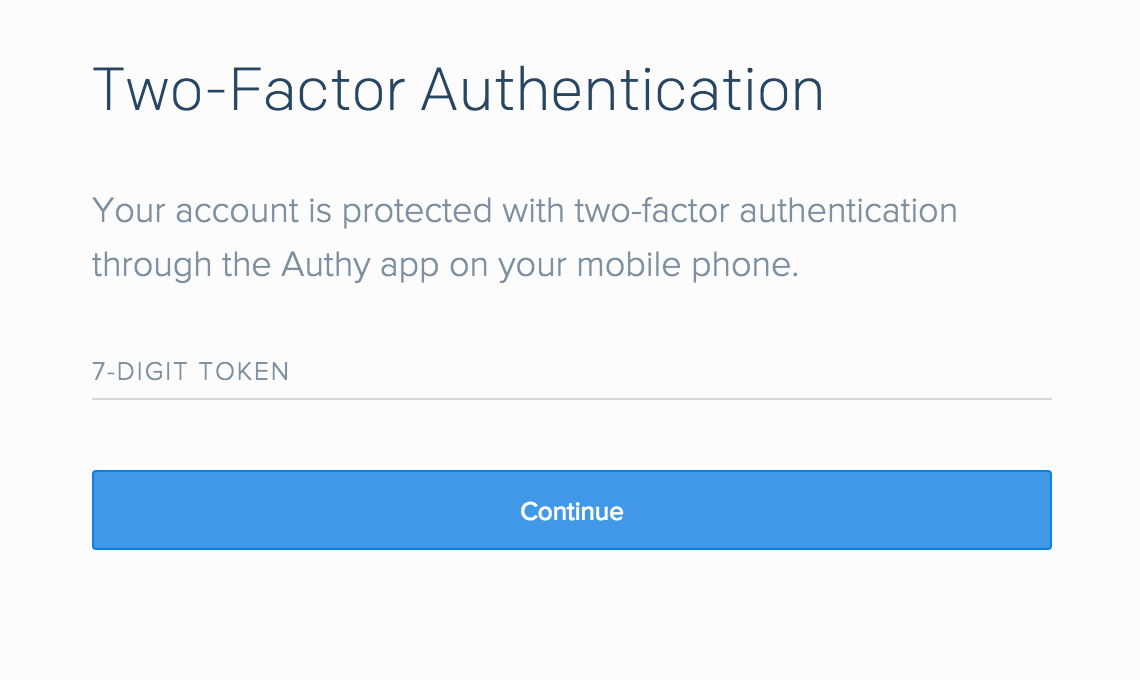 Two-Factor Authentication
Your account is protected with two-factor authentication
through the Authy app on your mobile phone.
7-DIGIT TOKEN
Continue